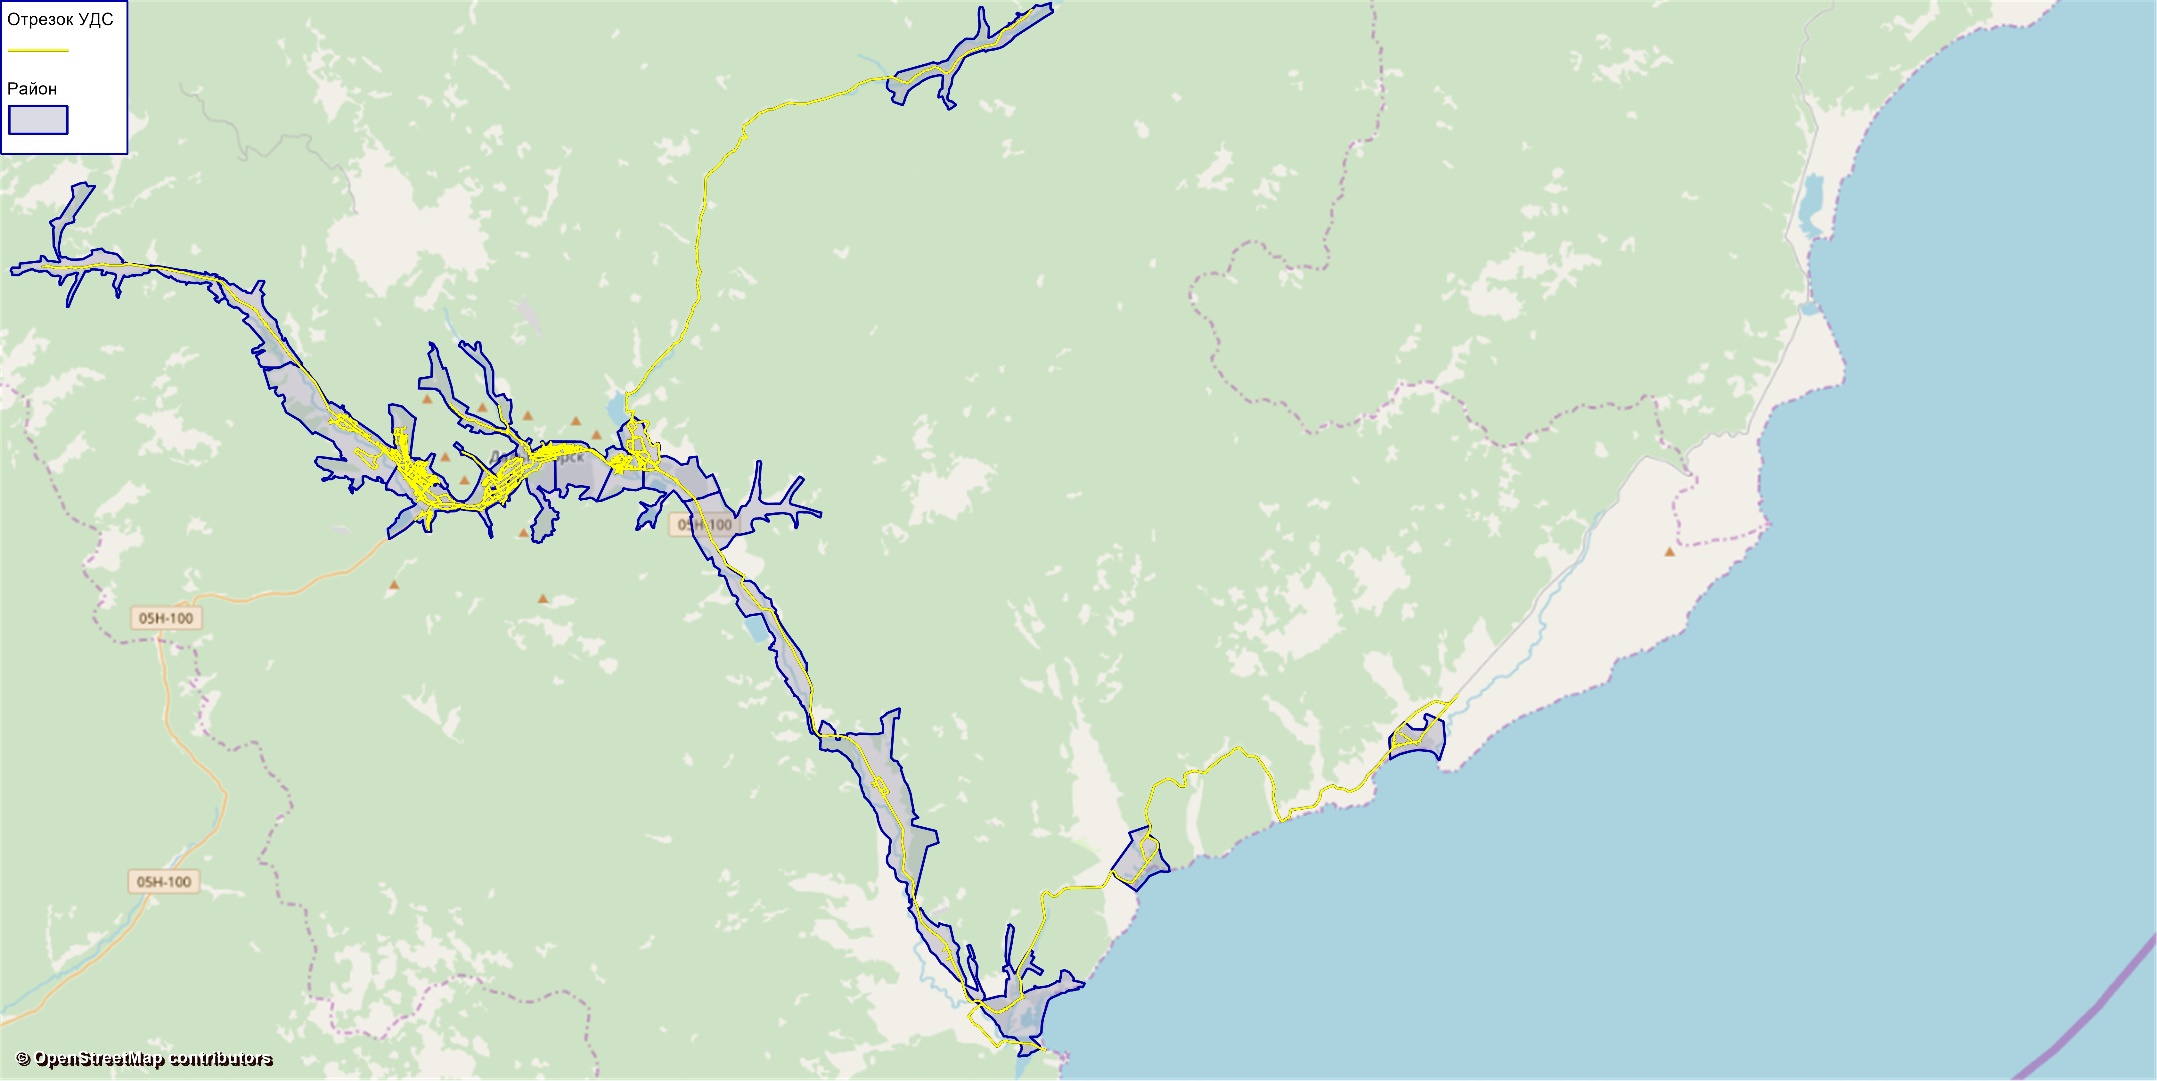 Отрезок УДС
Район
05Н-100
05Н-100
05Н-100
© OpenStreetMap contributors